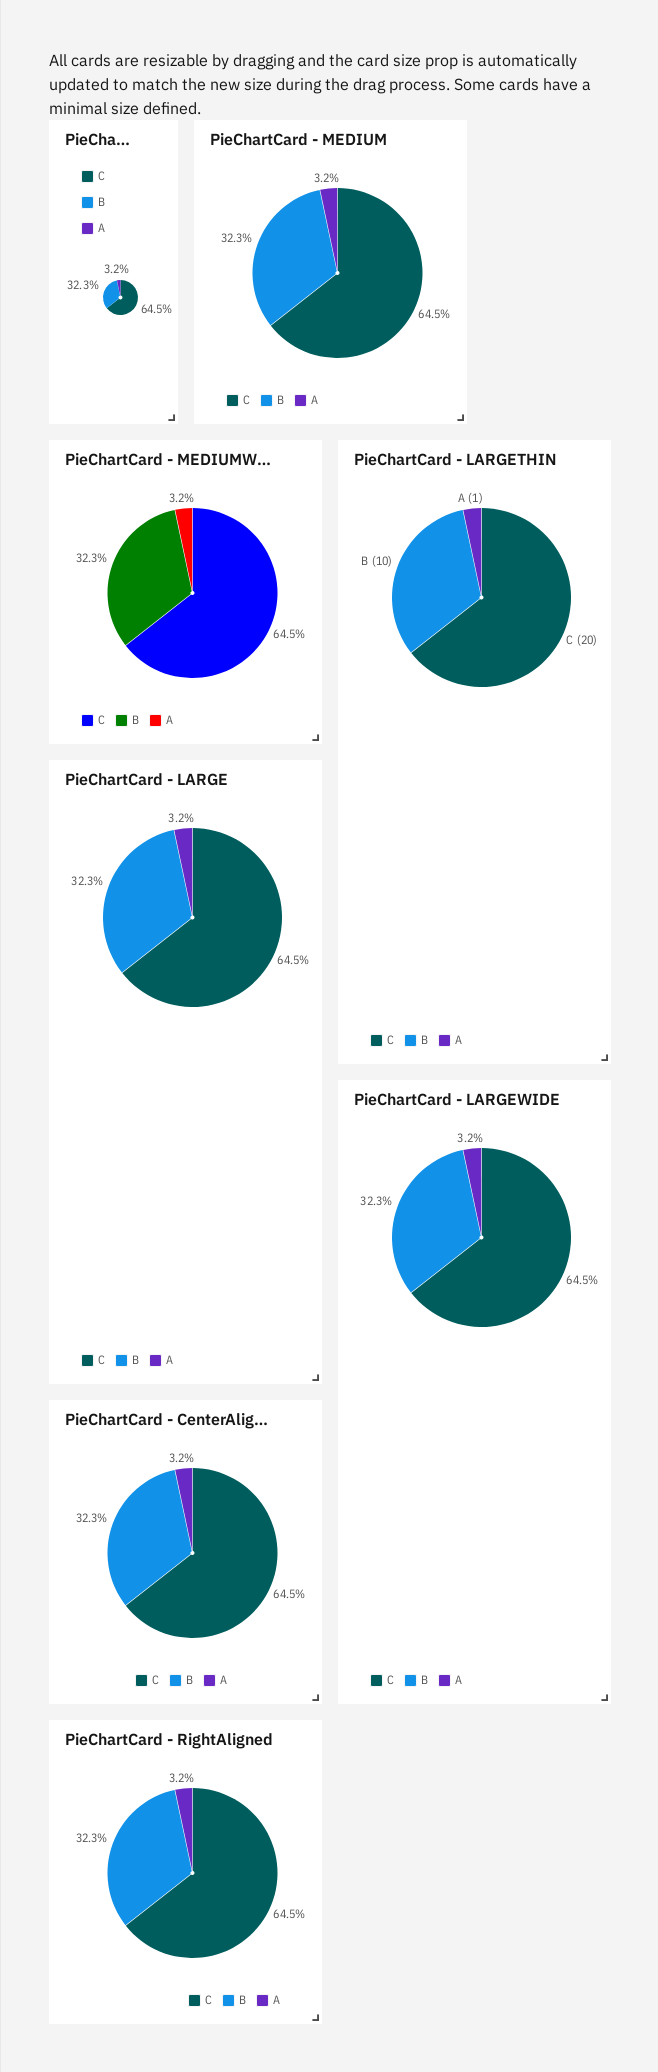 All cards are resizable by dragging and the card size prop is automatically
updated to match the new size during the drag process. Some cards have a
minimal size defined.
PieCha...
C
B
A
3.2%
32.3%
64.5%
PieChartCard - MEDIUM
3.2%
32.3%
64.5%
C B A
PieChartCard - MEDIUMW...
3.2%
32.3%
64.5%
C B A
PieChartCard - LARGETHIN
A (1)
B (10)
C (20)
C B A
PieChartCard - LARGE
3.2%
32.3%
64.5%
C B A
PieChartCard - LARGEWIDE
3.2%
32.3%
64.5%
C B A
PieChartCard - CenterAlig...
3.2%
32.3%
64.5%
C B A
PieChartCard - RightAligned
3.2%
32.3%
64.5%
C B A